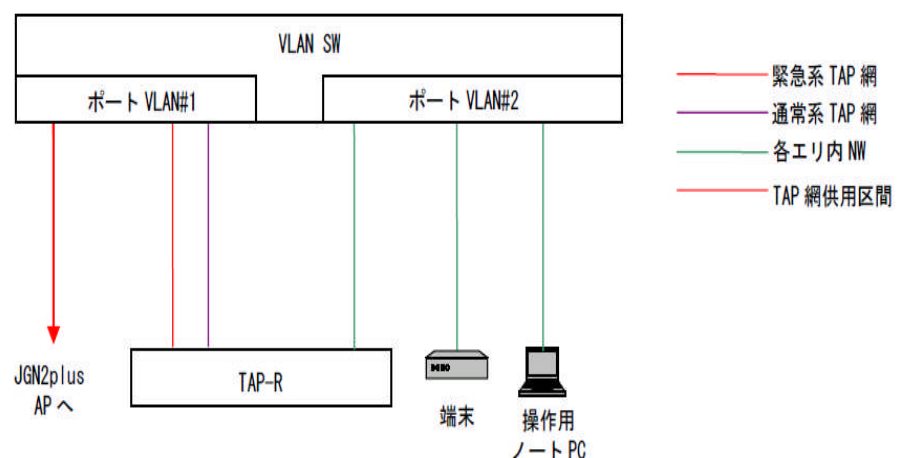 VLAN SW
ポート VLAN#1
ポート VLAN#2
緊急系 TAP 網
通常系 TAP 網
各エリ内 NW
TAP 網供用区間
JGN2plus
AP へ
TAP-R
端末
操作用
ノート PC